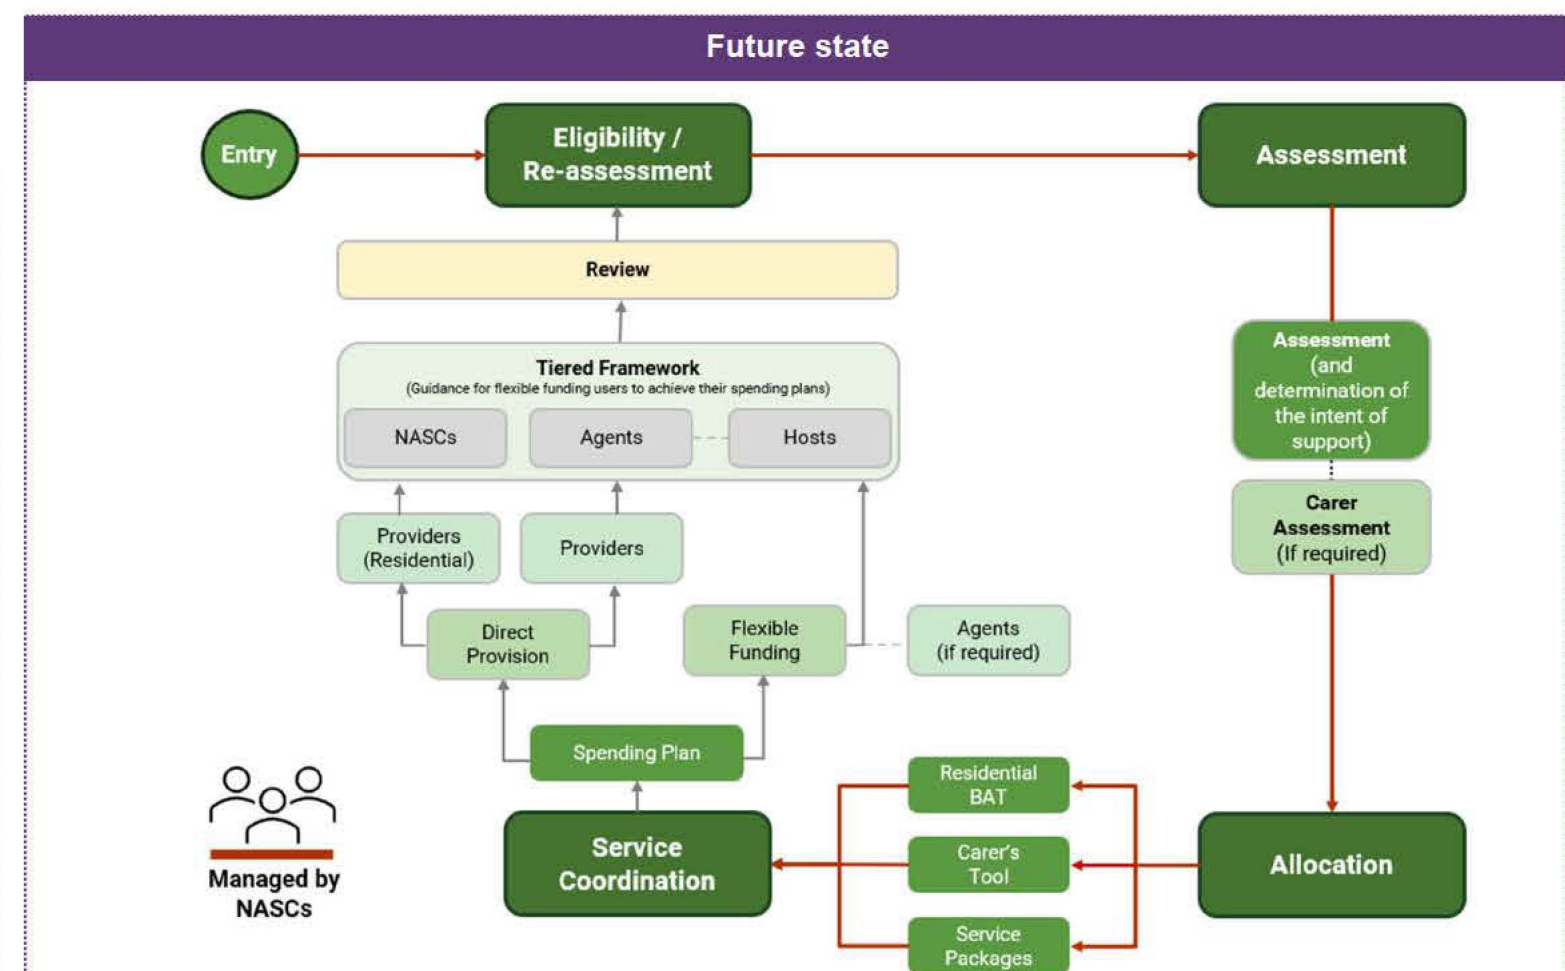 Future state
Entry
Eligibility /
Re-assessment
Assessment
Review
Tiered Framework
(Guidance for flexible funding users to achieve their spending plans)
NASCs
Agents
Hosts
Assessment
(and
determination of
the intent of
support)
Carer
Assessment
(If required)
Providers
(Residential)
Providers
Direct
Provision
Flexible
Funding
Agents
(if required)
Spending Plan
Residential
BAT
Carer's
Tool
Service
Packages
Service
Coordination
Allocation
Managed by
NASCs